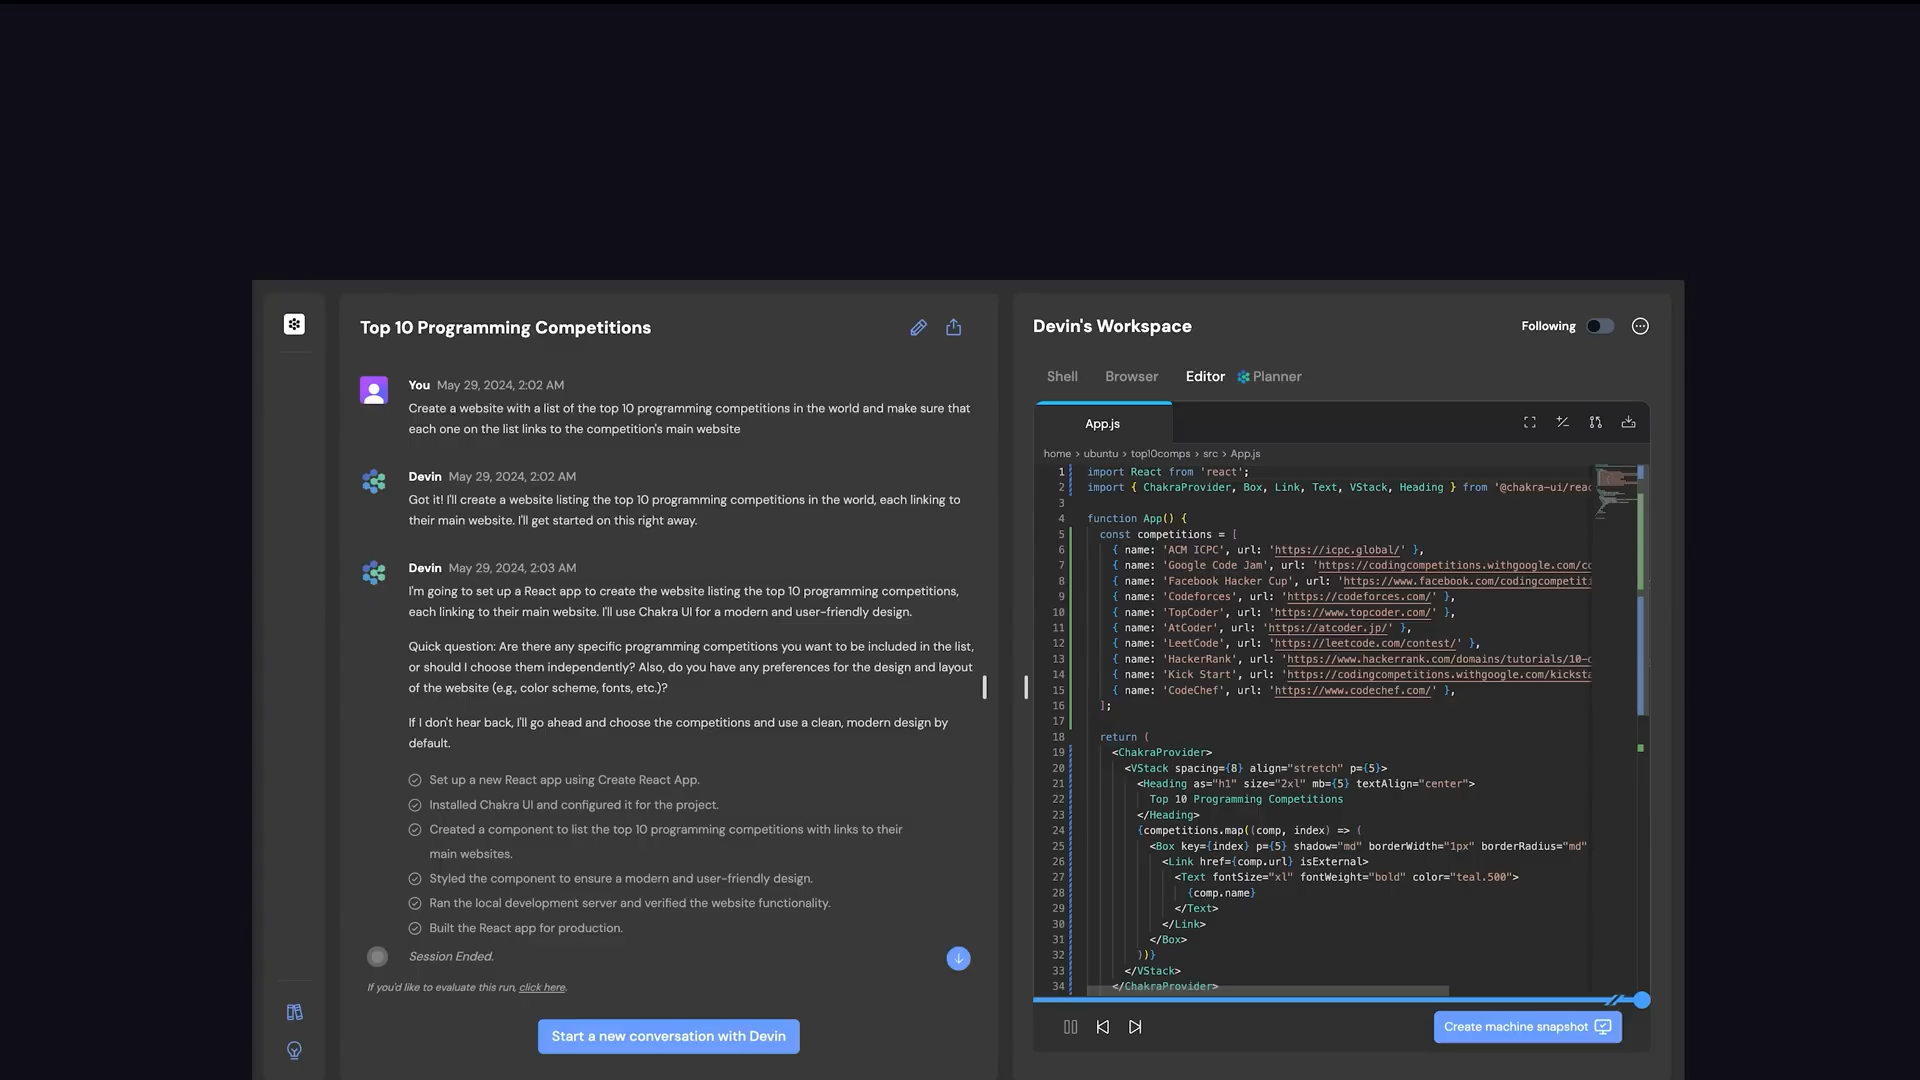 Top 10 Programming Competitions
You May 29, 2024, 2:02 AM
Create a website with a list of the top 10 programming competitions in the world and make sure that
each one on the list links to the competition's main website
Devin May 29, 2024, 2:02 AM
Got it! I'll create a website listing the top 10 programming competitions in the world, each linking to
their main website. I'll get started on this right away.
Devin May 29, 2024, 2:03 AM
I'm going to set up a React app to create the website listing the top 10 programming competitions,
each linking to their main website. I'll use Chakra UI for a modern and user-friendly design.
Quick question: Are there any specific programming competitions you want to be included in the list,
or should I choose them independently? Also, do you have any preferences for the design and layout
of the website (e.g., color scheme, fonts, etc.)?
If I don't hear back, I'll go ahead and choose the competitions and use a clean, modern design by
default.
Set up a new React app using Create React App.
Installed Chakra UI and configured it for the project.
Created a component to list the top 10 programming competitions with links to their
main websites.
Styled the component to ensure a modern and user-friendly design.
Ran the local development server and verified the website functionality.
Built the React app for production.
Session Ended.
If you'd like to evaluate this run, click here.
Start a new conversation with Devin
Devin's Workspace
Following
Shell Browser Editor Planner
App.js
home > ubuntu > top10comps > src > App.js
1 import React from 'react';
2 import { ChakraProvider, Box, Link, Text, VStack, Heading } from '@chakra-ui/reac
3
4 function App() {
5 const competitions = [
6 { name: 'ACM ICPC', url: 'https://icpc.global/' },
7 { name: 'Google Code Jam', url: 'https://codingcompetitions.withgoogle.com/co
8 { name: 'Facebook Hacker Cup', url: 'https://www.facebook.com/codingcompetiti
9 { name: 'Codeforces', url: 'https://codeforces.com/' },
10 { name: 'TopCoder', url: 'https://www.topcoder.com/' },
11 { name: 'AtCoder', url: 'https://atcoder.jp/' },
12 { name: 'LeetCode', url: 'https://leetcode.com/contest/' },
13 { name: 'HackerRank', url: 'https://www.hackerrank.com/domains/tutorials/10-d
14 { name: 'Kick Start', url: 'https://codingcompetitions.withgoogle.com/kicksta
15 { name: 'CodeChef', url: 'https://www.codechef.com/' },
16 ];
17
18 return (
19 <ChakraProvider>
20 <VStack spacing={8} align="stretch" p={5}>
21 <Heading as="h1" size="2xl" mb={5} textAlign="center">
22 Top 10 Programming Competitions
23 </Heading>
24 {competitions.map((comp, index) => (
25 <Box key={index} p={5} shadow="md" borderWidth="1px" borderRadius="md"
26 <Link href={comp.url} isExternal>
27 <Text fontSize="xl" fontWeight="bold" color="teal.500">
28 {comp.name}
29 </Text>
30 </Link>
31 </Box>
32 ))}
33 </VStack>
34 </ChakraProvider>
Create machine snapshot